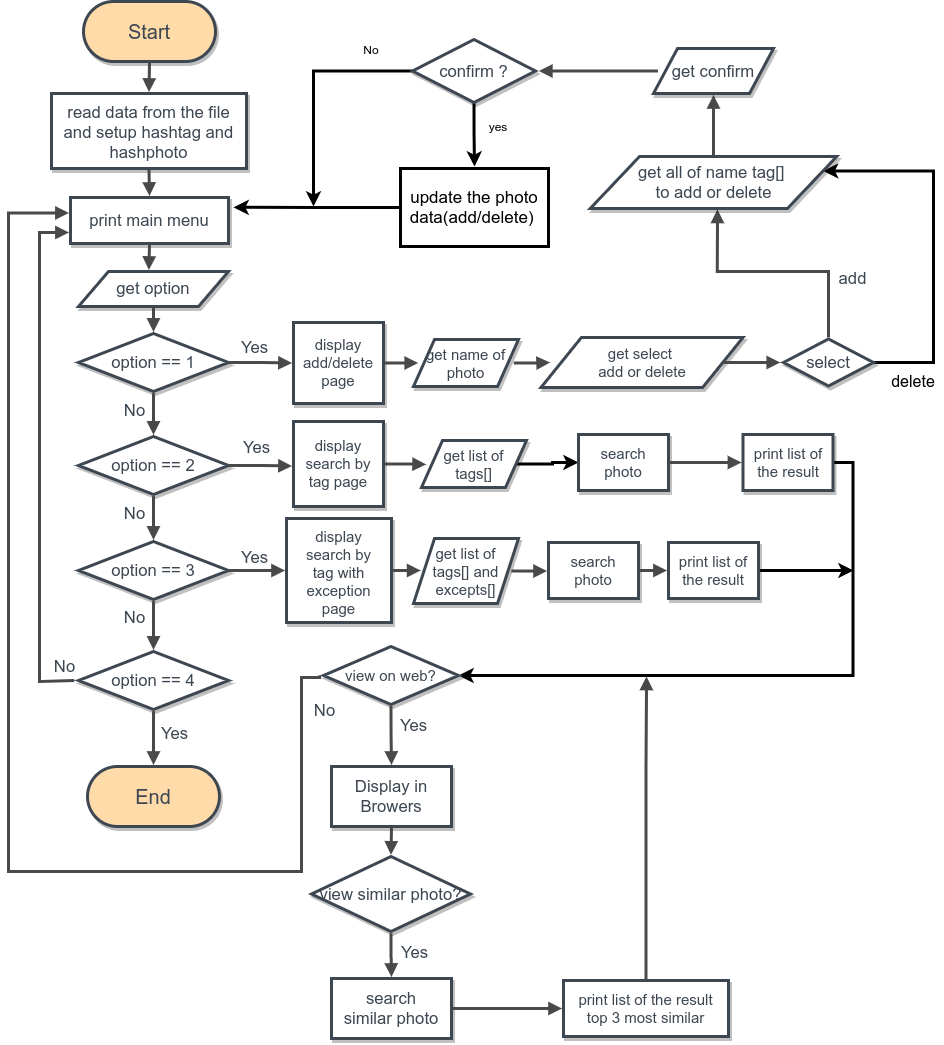 Start
read data from the file
and setup hashtag and
hashphoto
print main menu
get option
option == 1
Yes
No
display
add/delete
page
get name of
photo
get select
add or delete
select
add
delete
get all of name tag[]
to add or delete
get confirm
confirm ?
No
yes
update the photo
data(add/delete)
option == 2
Yes
No
display
search by
tag page
get list of
tags[]
search
photo
print list of
the result
option == 3
Yes
No
display
search by
tag with
exception
page
get list of
tags[] and
excepts[]
search
photo
print list of
the result
option == 4
No
Yes
End
view on web?
No
Yes
Display in
Browers
view similar photo?
Yes
search
similar photo
print list of the result
top 3 most similar